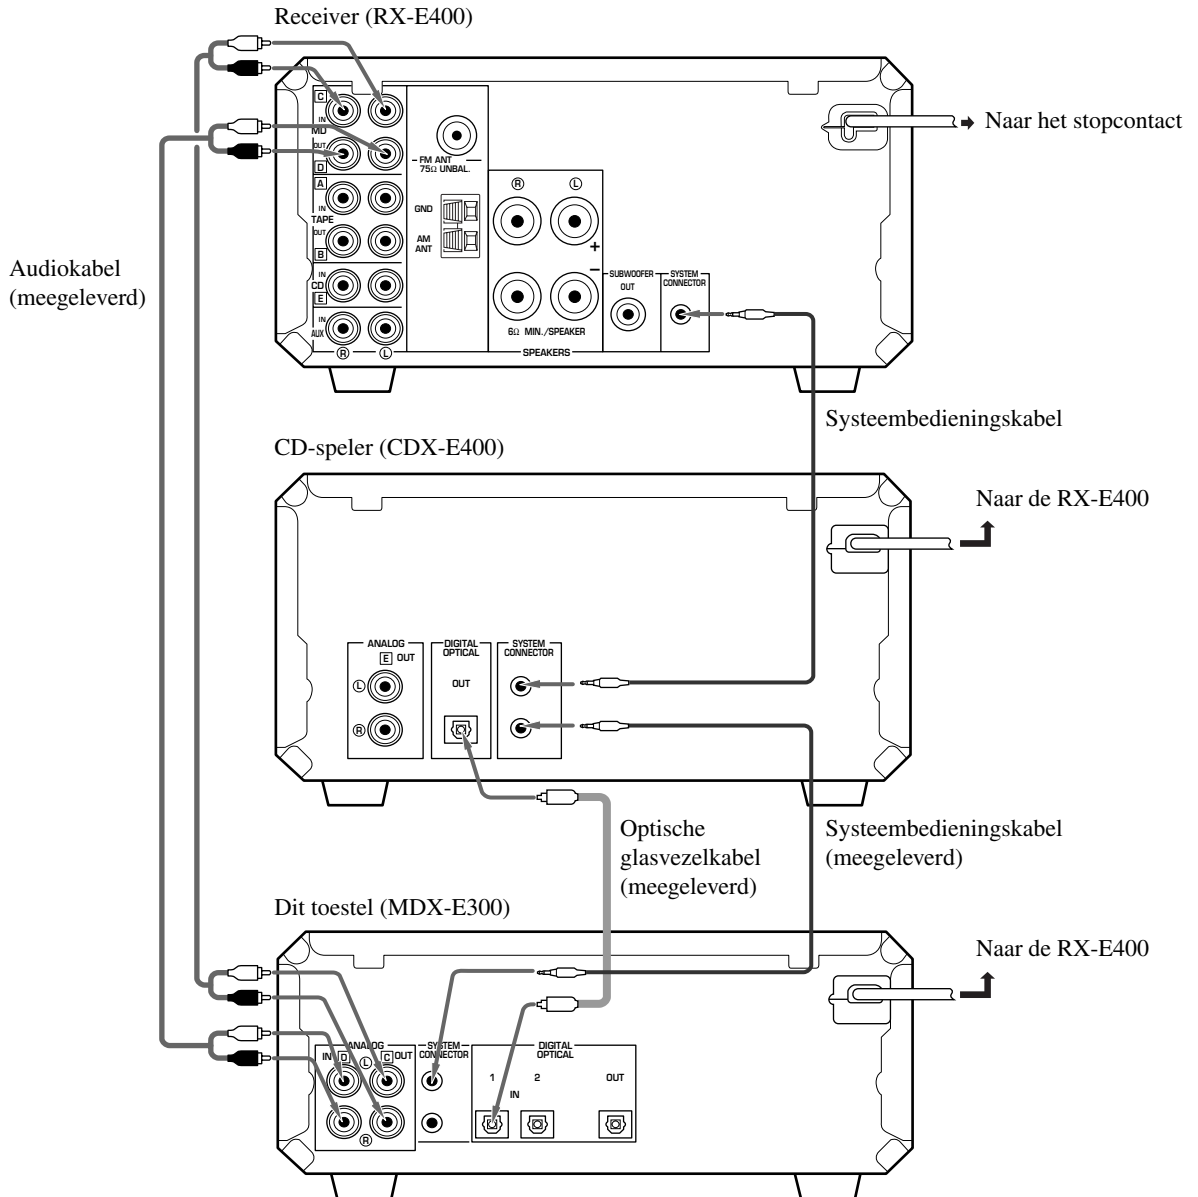 Receiver (RX-E400)
Naar het stopcontact
C
IN
MD
OUT
D
A
IN
TAPE
OUT
B
IN
CD
E
IN
AUX
R L
FM ANT
75Ω UNBAL.
GND
AM
ANT
R L
+
–
6Ω MIN./SPEAKER
SPEAKERS
SUBWOOFER
OUT
SYSTEM
CONNECTOR
Audiokabel
(meegeleverd)
Systeembedieningskabel
CD-speler (CDX-E400)
Naar de RX-E400
ANALOG
E OUT
L
R
DIGITAL
OPTICAL
OUT
SYSTEM
CONNECTOR
Optische
glasvezelkabel
(meegeleverd)
Systeembedieningskabel
(meegeleverd)
Dit toestel (MDX-E300)
Naar de RX-E400
ANALOG
IN D L C OUT
R
SYSTEM
CONNECTOR
DIGITAL
OPTICAL
1 2 OUT
IN